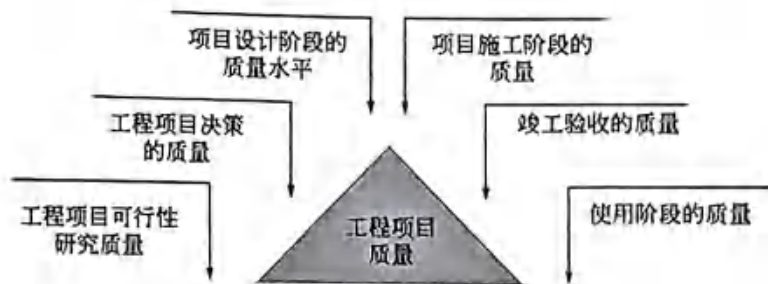 项目设计阶段的
质量水平
项目施工阶段的
质量
工程项目决策
的质量
竣工验收的质量
工程项目可行性
研究质量
使用阶段的质量
工程项目
质量